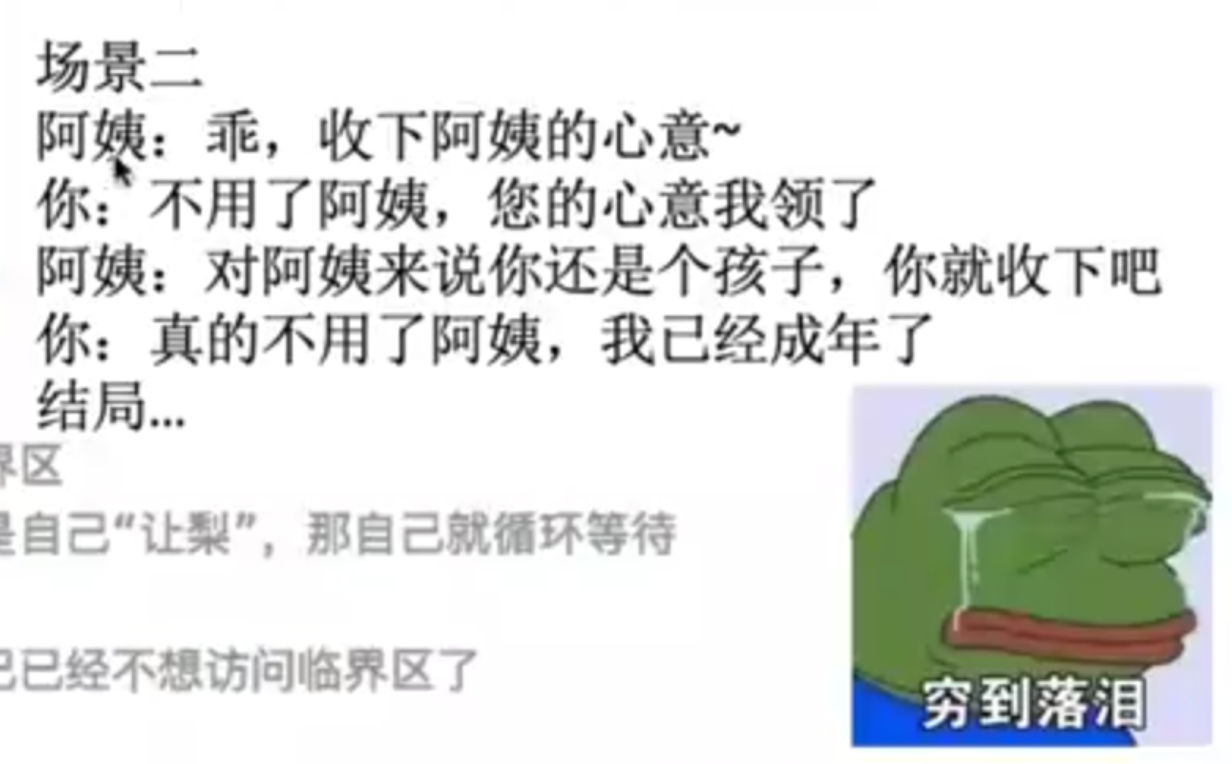 场景二
阿姨：乖，收下阿姨的心意~
你：不用了阿姨，您的心意我领了
阿姨：对阿姨来说你还是个孩子，你就收下吧
你：真的不用了阿姨，我已经成年了
结局...
界区
是自己“让梨”，那自己就循环等待
己已经不想访问临界区了
穷到落泪